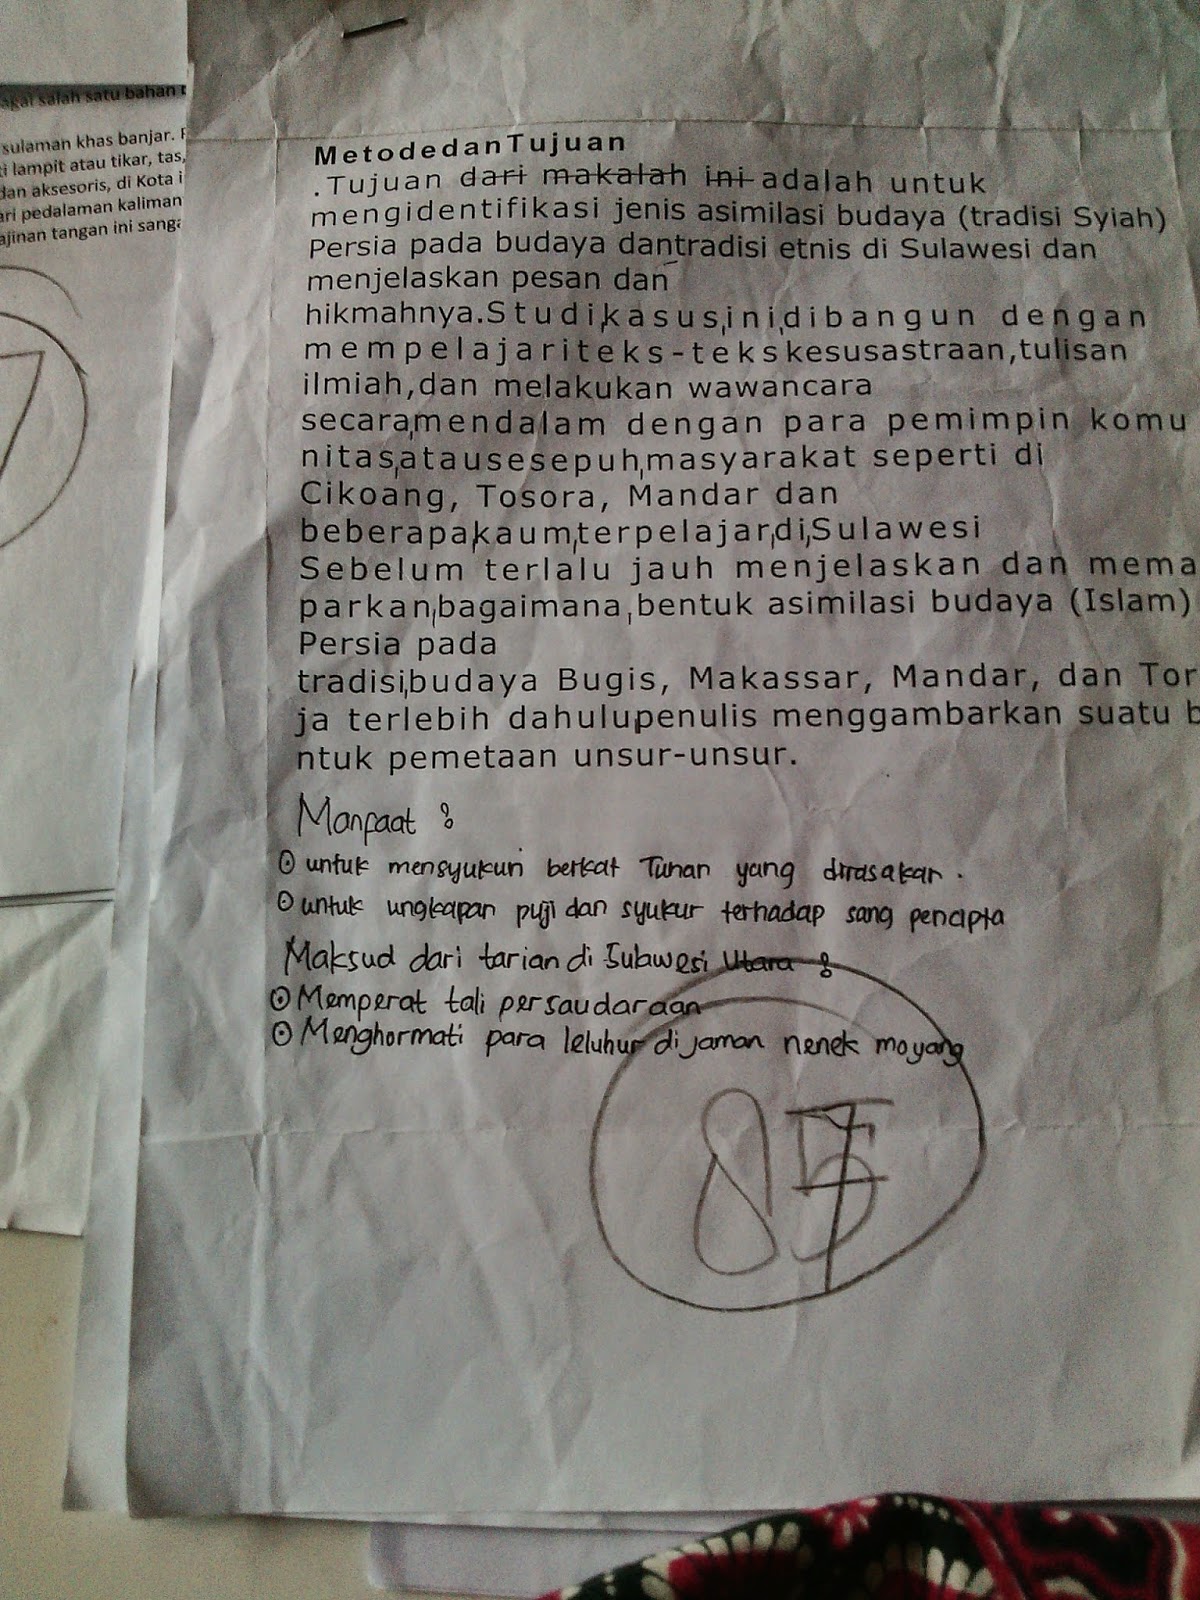 agai salah satu bahan
sulaman khas banjar.
lampit atau tikar, tas,
dan aksesoris, di Kota i
ari pedalaman kaliman
ajinan tangan ini sanga
MetodedanTujuan
.Tujuan dari makalah ini adalah untuk
mengidentifikasi jenis asimilasi budaya (tradisi Syiah)
Persia pada budaya dantradisi etnis di Sulawesi dan
menjelaskan pesan dan
hikmahnya.Studikasusinidibangun dengan
mempelajariteks-tekskesusastraan,tulisan
ilmiah,dan melakukan wawancara
secaramendalam dengan para pemimpin komu
nitasatausesepuhmasyarakat seperti di
Cikoang, Tosora, Mandar dan
beberapakaumterpelajardiSulawesi
Sebelum terlalu jauh menjelaskan dan mema
parkanbagaimanabentuk asimilasi budaya (Islam)
Persia pada
tradisibudaya Bugis, Makassar, Mandar, dan Tor
ja terlebih dahulupenulis menggambarkan suatu b
ntuk pemetaan unsur-unsur.
Manfaat :
untuk mensyukuri berkat Tuhan yang dirasakan.
untuk ungkapan puji dan syukur terhadap sang pencipta
Maksud dari tarian di Sulawesi Utara :
Memperat tali persaudaraan
Menghormati para leluhur di jaman nenek moyang